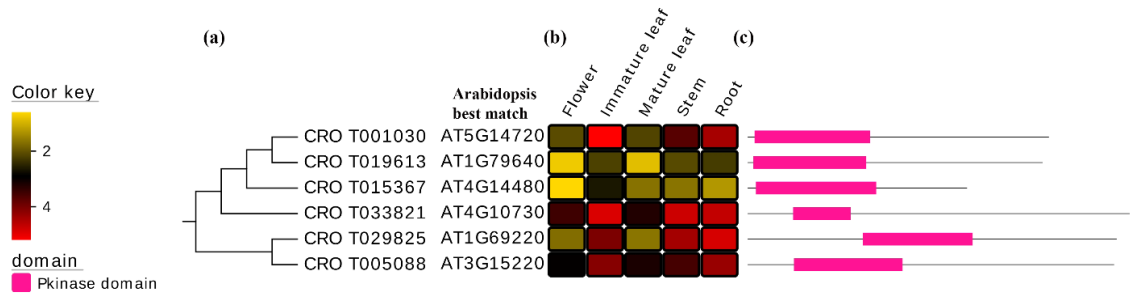 (a)
(b)
(c)
Flower
Immature leaf
Mature leaf
Stem
Root
Color key
2
4
Arabidopsis
best match
CRO T001030 AT5G14720
CRO T019613 AT1G79640
CRO T015367 AT4G14480
CRO T033821 AT4G10730
CRO T029825 AT1G69220
CRO T005088 AT3G15220
domain
Pkinase domain